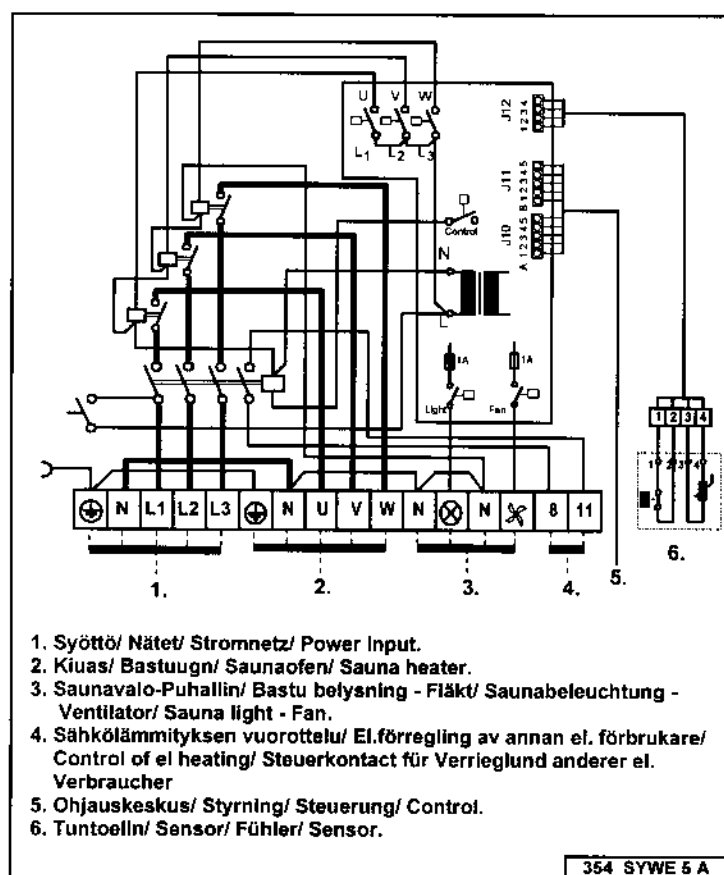 U V W
L1 L2 L3
J12
1 2 3 4
J11
B 1 2 3 4 5
J10
A 1 2 3 4 5
Control
N
L
1A 1A
Light Fan
1 2 3 4
1 2 3 4
N L1 L2 L3 N U V W N N 8 11
1. 2. 3. 4. 5. 6.
1. Syöttö/ Nätet/ Stromnetz/ Power Input.
2. Kiuas/ Bastuugn/ Saunaofen/ Sauna heater.
3. Saunavalo-Puhallin/ Bastu belysning - Fläkt/ Saunabeleuchtung -
Ventilator/ Sauna light - Fan.
4. Sähkölämmityksen vuorottelu/ El.förregling av annan el. förbrukare/
Control of el heating/ Steuerkontact für Verrieglund anderer el.
Verbraucher
5. Ohjauskeskus/ Styrning/ Steuerung/ Control.
6. Tuntoelin/ Sensor/ Fühler/ Sensor.
354 SYWE 5 A